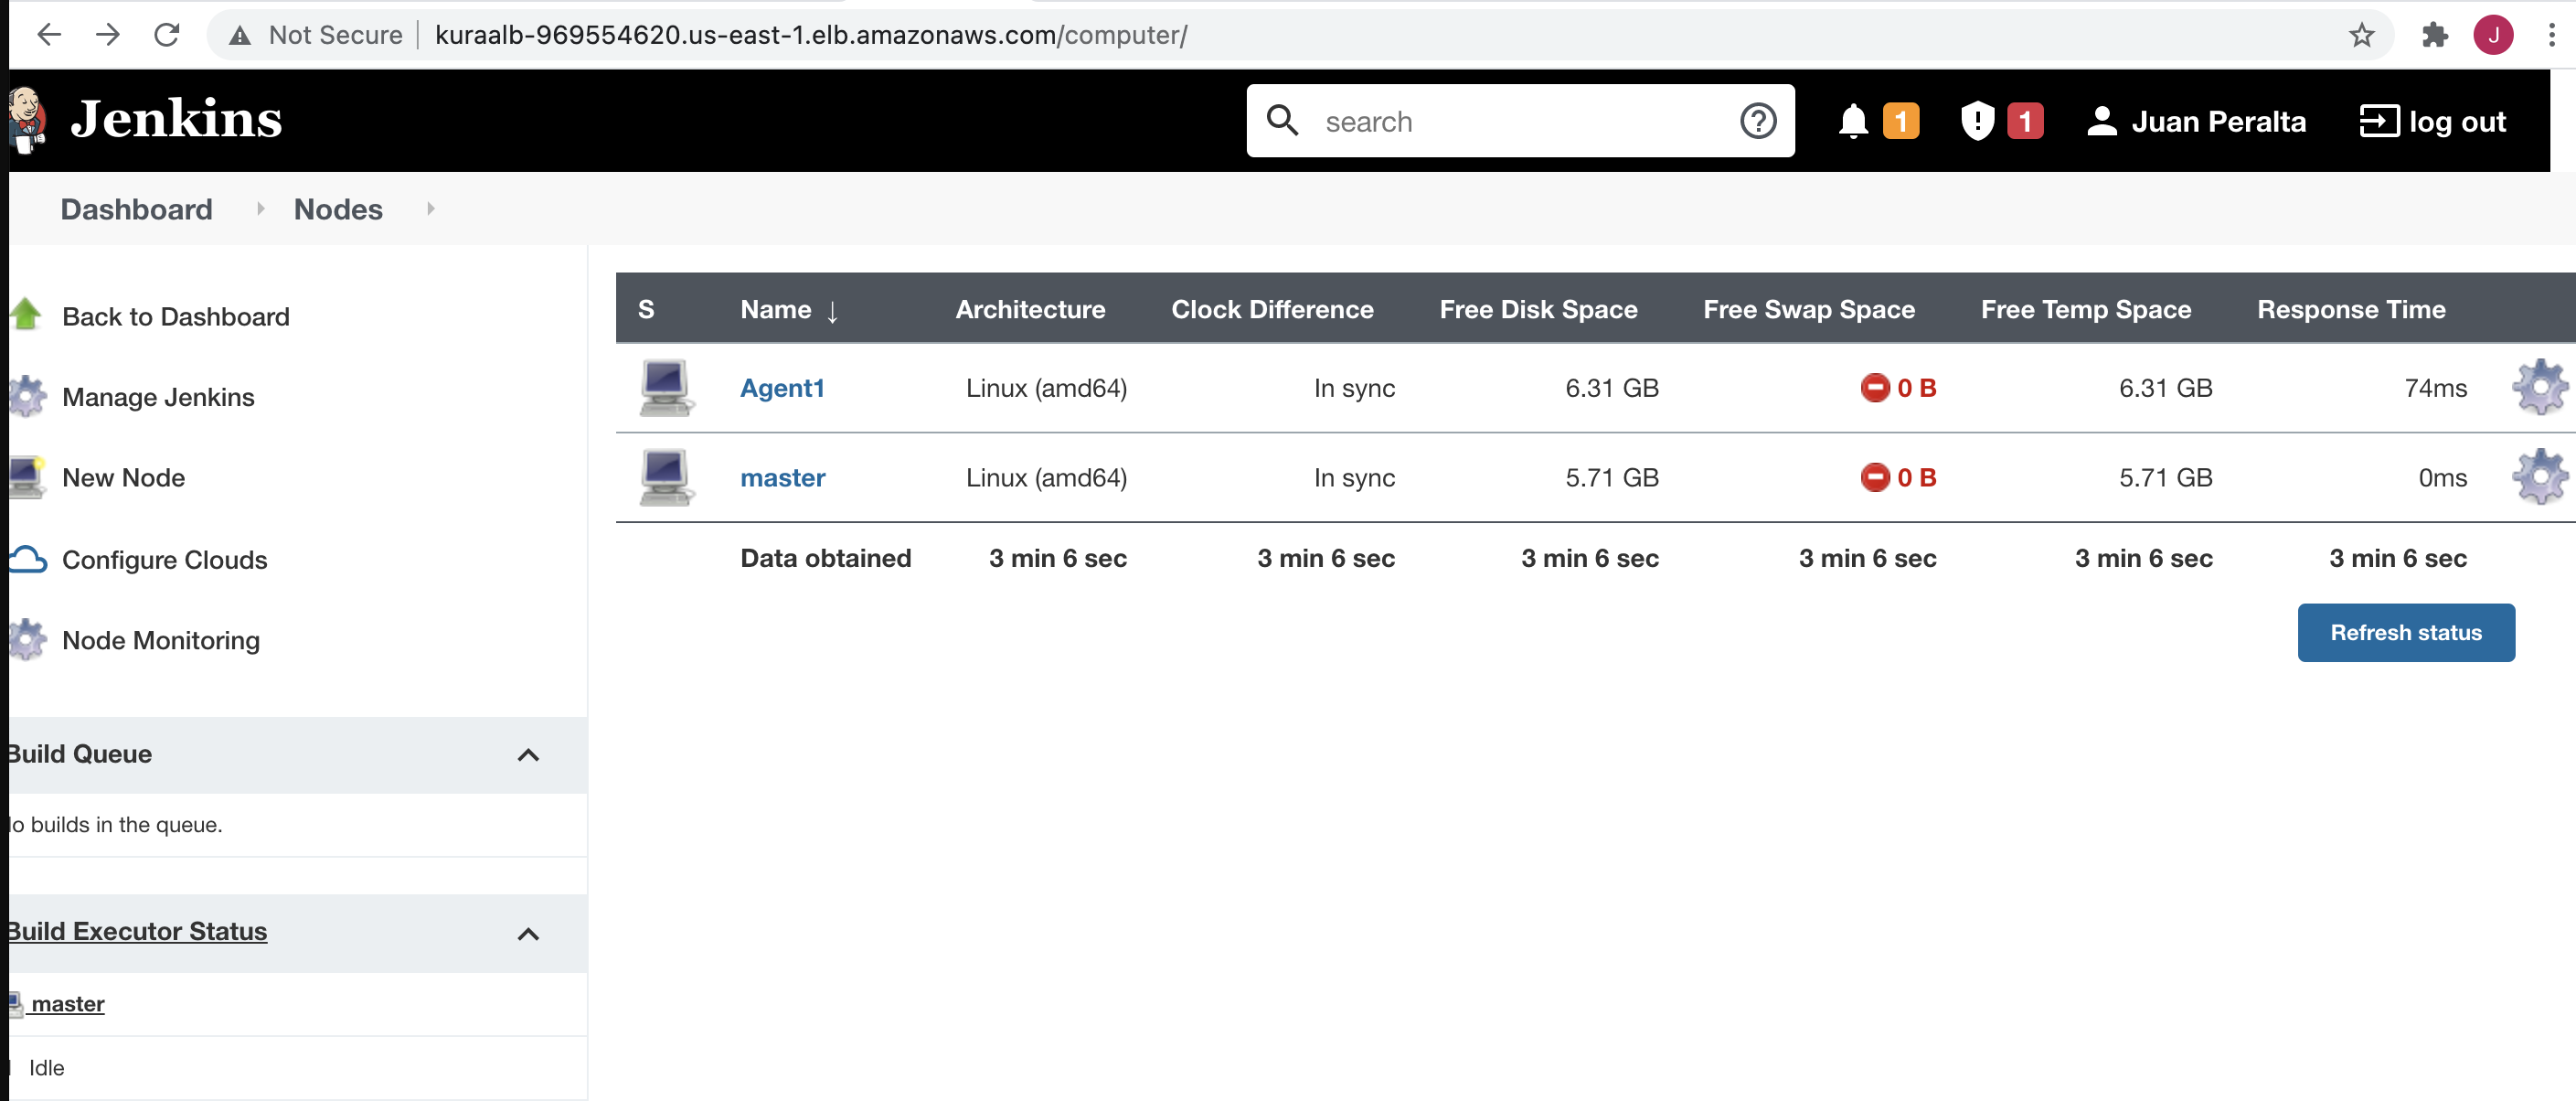 Not Secure | kuraalb-969554620.us-east-1.elb.amazonaws.com/computer/
J
Jenkins
search
1
1
Juan Peralta
log out
Dashboard
Nodes
Back to Dashboard
Manage Jenkins
New Node
Configure Clouds
Node Monitoring
Build Queue
o builds in the queue.
Build Executor Status
master
Idle
S Name ↓ Architecture Clock Difference Free Disk Space Free Swap Space Free Temp Space Response Time
Agent1 Linux (amd64) In sync 6.31 GB 0 B 6.31 GB 74ms
master Linux (amd64) In sync 5.71 GB 0 B 5.71 GB 0ms
Data obtained 3 min 6 sec 3 min 6 sec 3 min 6 sec 3 min 6 sec 3 min 6 sec 3 min 6 sec
Refresh status